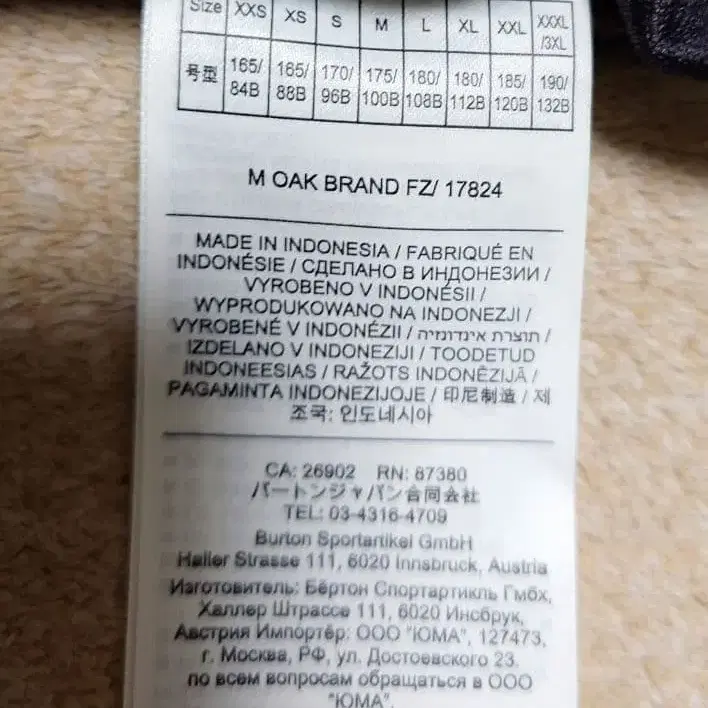 Size XXS XS S M L XL XXL XXXL/3XL
号型 165/84B 165/88B 170/96B 175/100B 180/108B 180/112B 185/120B 190/132B
M OAK BRAND FZ/ 17824
MADE IN INDONESIA / FABRIQUÉ EN
INDONÉSIE / СДЕЛАНО В ИНДОНЕЗИИ /
VYROBENO V INDONÉSII /
WYPRODUKOWANO NA INDONEZJI /
VYROBENÉ V INDONÉZII / תוצרת אינדונזיה /
IZDELANO V INDONEZIJI / TOODETUD
INDONEESIAS / RAŽOTS INDONĒZIJĀ /
PAGAMINTA INDONEZIJOJE / 印尼制造 / 제
조국: 인도네시아
CA: 26902 RN: 87380
バートンジャパン合同会社
TEL: 03-4316-4709
Burton Sportartikel GmbH
Haller Strasse 111, 6020 Innsbruck, Austria
Изготовитель: Бёртон Спортартикль Гмбх,
Халлер Штрассе 111, 6020 Инсбрук,
Австрия Импортёр: ООО "ЮМА", 127473,
г. Москва, РФ, ул. Достоевского 23.
по всем вопросам обращаться в ООО
"ЮМА".